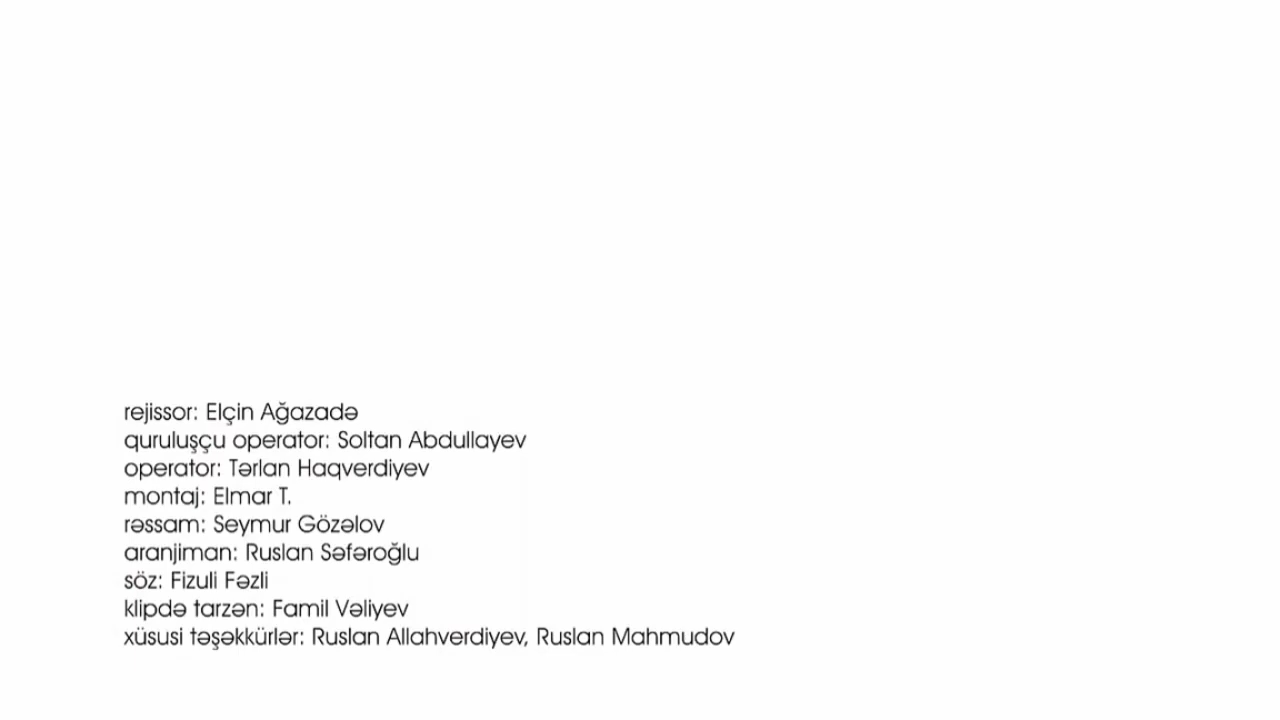 rejissor: Elçin Ağazadə
quruluşçu operator: Soltan Abdullayev
operator: Tərlan Haqverdiyev
montaj: Elmar T.
rəssam: Seymur Gözəlov
aranjiman: Ruslan Səfəroğlu
söz: Fizuli Fəzli
klipdə tarzən: Famil Vəliyev
xüsusi təşəkkürlər: Ruslan Allahverdiyev, Ruslan Mahmudov